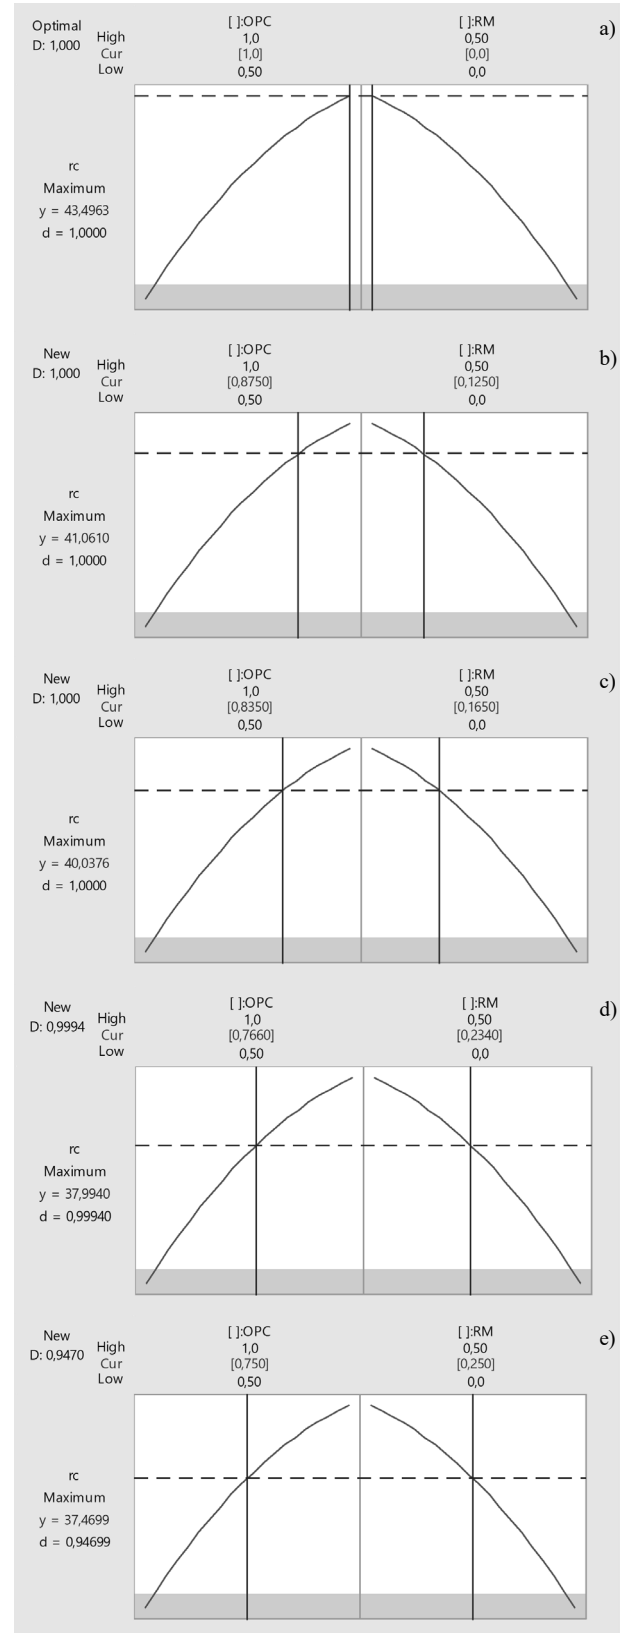 Optimal
D: 1,000
High
Cur
Low
[ ]:OPC
1,0
[1,0]
0,50
[ ]:RM
0,50
[0,0]
0,0
a)
rc
Maximum
y = 43,4963
d = 1,0000
New
D: 1,000
High
Cur
Low
[ ]:OPC
1,0
[0,8750]
0,50
[ ]:RM
0,50
[0,1250]
0,0
b)
rc
Maximum
y = 41,0610
d = 1,0000
New
D: 1,000
High
Cur
Low
[ ]:OPC
1,0
[0,8350]
0,50
[ ]:RM
0,50
[0,1650]
0,0
c)
rc
Maximum
y = 40,0376
d = 1,0000
New
D: 0,9994
High
Cur
Low
[ ]:OPC
1,0
[0,7660]
0,50
[ ]:RM
0,50
[0,2340]
0,0
d)
rc
Maximum
y = 37,9940
d = 0,99940
New
D: 0,9470
High
Cur
Low
[ ]:OPC
1,0
[0,750]
0,50
[ ]:RM
0,50
[0,250]
0,0
e)
rc
Maximum
y = 37,4699
d = 0,94699